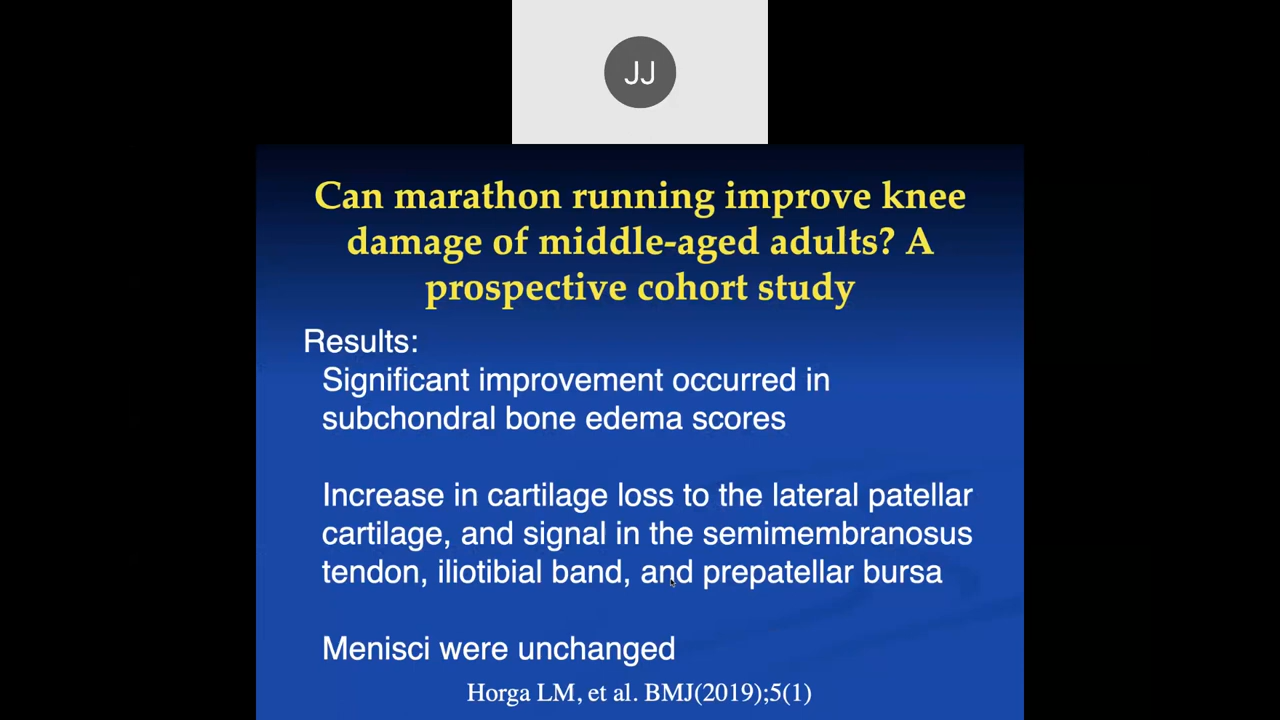 JJ
Can marathon running improve knee
damage of middle-aged adults? A
prospective cohort study
Results:
Significant improvement occurred in
subchondral bone edema scores
Increase in cartilage loss to the lateral patellar
cartilage, and signal in the semimembranosus
tendon, iliotibial band, and prepatellar bursa
Menisci were unchanged
Horga LM, et al. BMJ(2019);5(1)